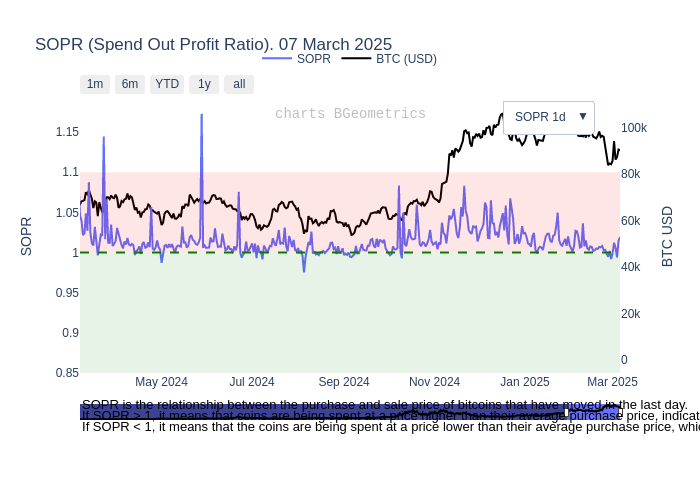 SOPR (Spend Out Profit Ratio). 07 March 2025
SOPR BTC (USD)
1m 6m YTD 1y all
charts BGeometrics
SOPR 1d ▼
1.15
1.1
1.05
1
0.95
0.9
0.85
SOPR
100k
80k
60k
40k
20k
0
BTC USD
May 2024 Jul 2024 Sep 2024 Nov 2024 Jan 2025 Mar 2025
SOPR is the relationship between the purchase and sale price of bitcoins that have moved in the last day.
If SOPR > 1, it means that coins are being spent at a price higher than their average purchase price, indicat
If SOPR < 1, it means that the coins are being spent at a price lower than their average purchase price, whic